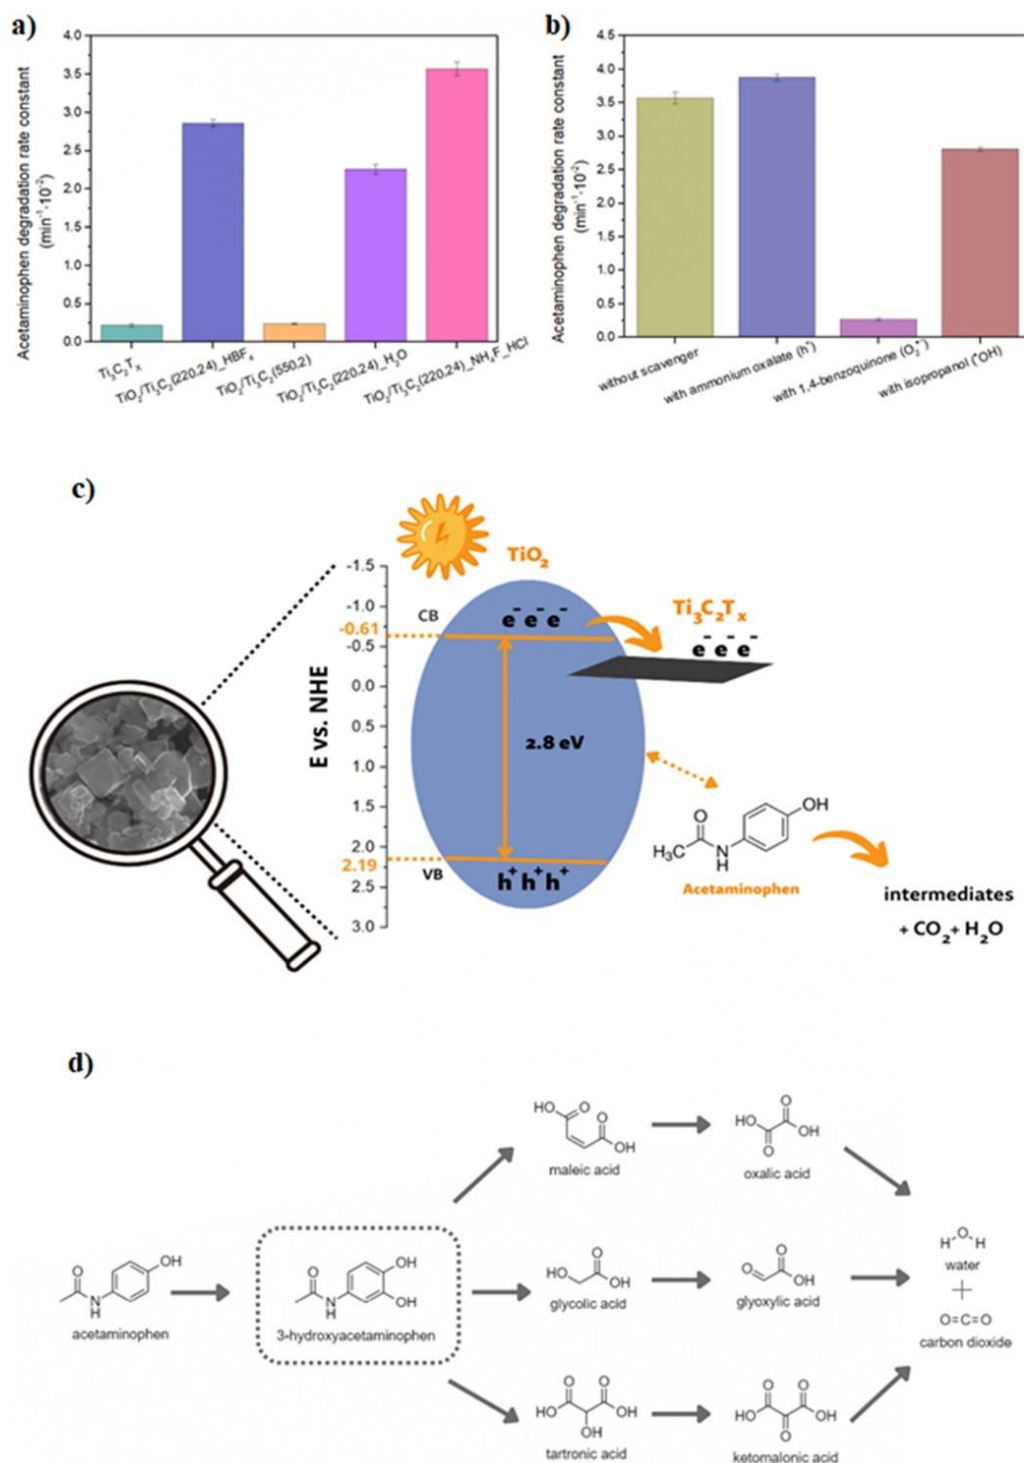 a)
Acetaminophen degradation rate constant
(min⁻¹·10⁻²)
4.0
3.5
3.0
2.5
2.0
1.5
1.0
0.5
0.0
Ti₃C₂Tₓ
TiO₂/Ti₃C₂(220,24)_HBF₄
TiO₂/Ti₃C₂(550,2)
TiO₂/Ti₃C₂(220,24)_H₂O
TiO₂/Ti₃C₂(220,24)_NH₄F_HCl
b)
Acetaminophen degradation rate constant
(min⁻¹·10⁻²)
4.5
4.0
3.5
3.0
2.5
2.0
1.5
1.0
0.5
0.0
without scavenger
with ammonium oxalate (h⁺)
with 1,4-benzoquinone (O₂•⁻)
with isopropanol (•OH)
c)
E vs. NHE
-1.5
-1.0
-0.61
-0.5
0.0
0.5
1.0
1.5
2.0
2.19
2.5
3.0
CB
VB
TiO₂
e⁻ e⁻ e⁻
Ti₃C₂Tₓ
e⁻ e⁻ e⁻
2.8 eV
h⁺ h⁺ h⁺
O
OH
H₃C
N
H
Acetaminophen
intermediates
+ CO₂+ H₂O
d)
HO
O
O
OH
maleic acid
O
HO
OH
O
oxalic acid
O
OH
N
H
acetaminophen
O
OH
N
H
OH
3-hydroxyacetaminophen
O
HO
OH
glycolic acid
O
O
OH
glyoxylic acid
H
O
H
water
+
O=C=O
carbon dioxide
O
O
HO
OH
OH
tartronic acid
O
O
HO
OH
O
ketomalonic acid